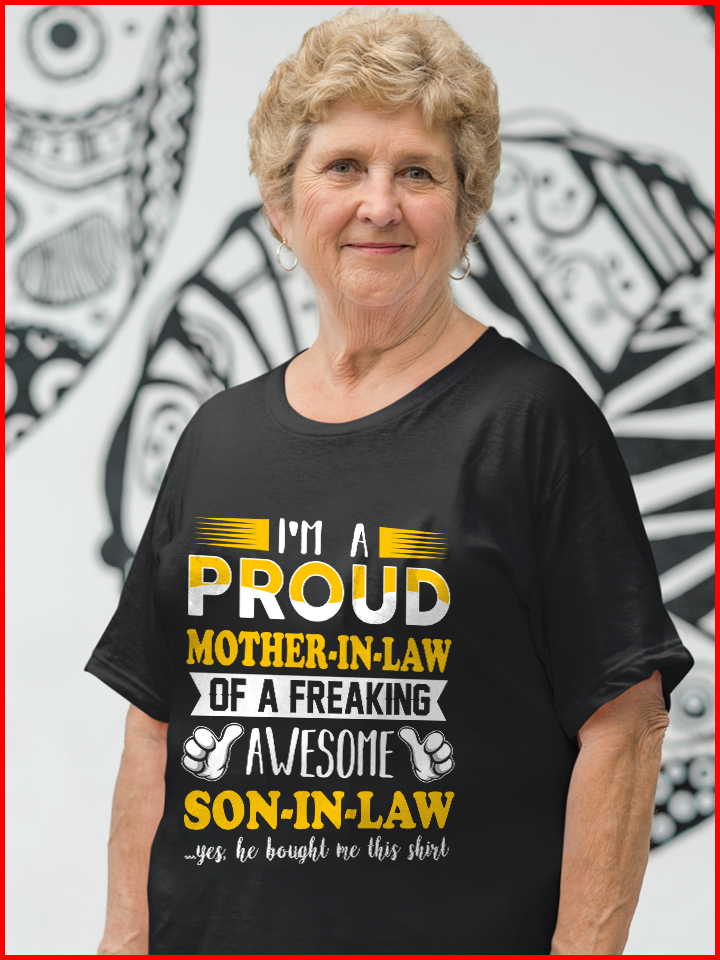 I'M A
PROUD
MOTHER-IN-LAW
OF A FREAKING
AWESOME
SON-IN-LAW
...yes, he bought me this shirt